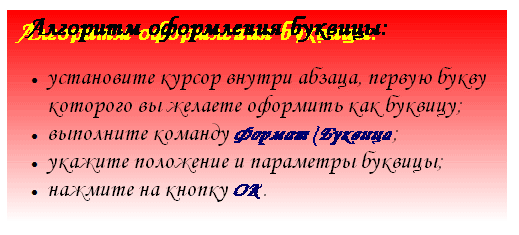 Алгоритм оформления буквицы:
• установите курсор внутри абзаца, первую букву
которого вы желаете оформить как буквицу;
• выполните команду Формат/Буквица;
• укажите положение и параметры буквицы;
• нажмите на кнопку ОК.